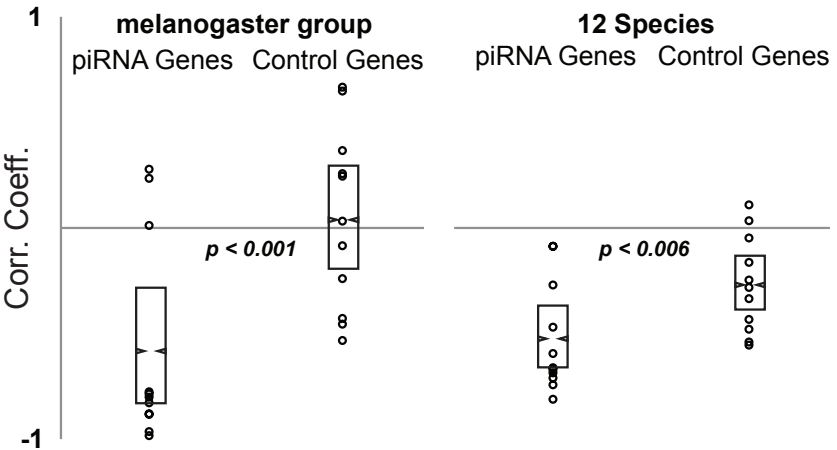 1
melanogaster group
12 Species
piRNA Genes Control Genes
piRNA Genes Control Genes
Corr. Coeff.
p < 0.001
p < 0.006
-1